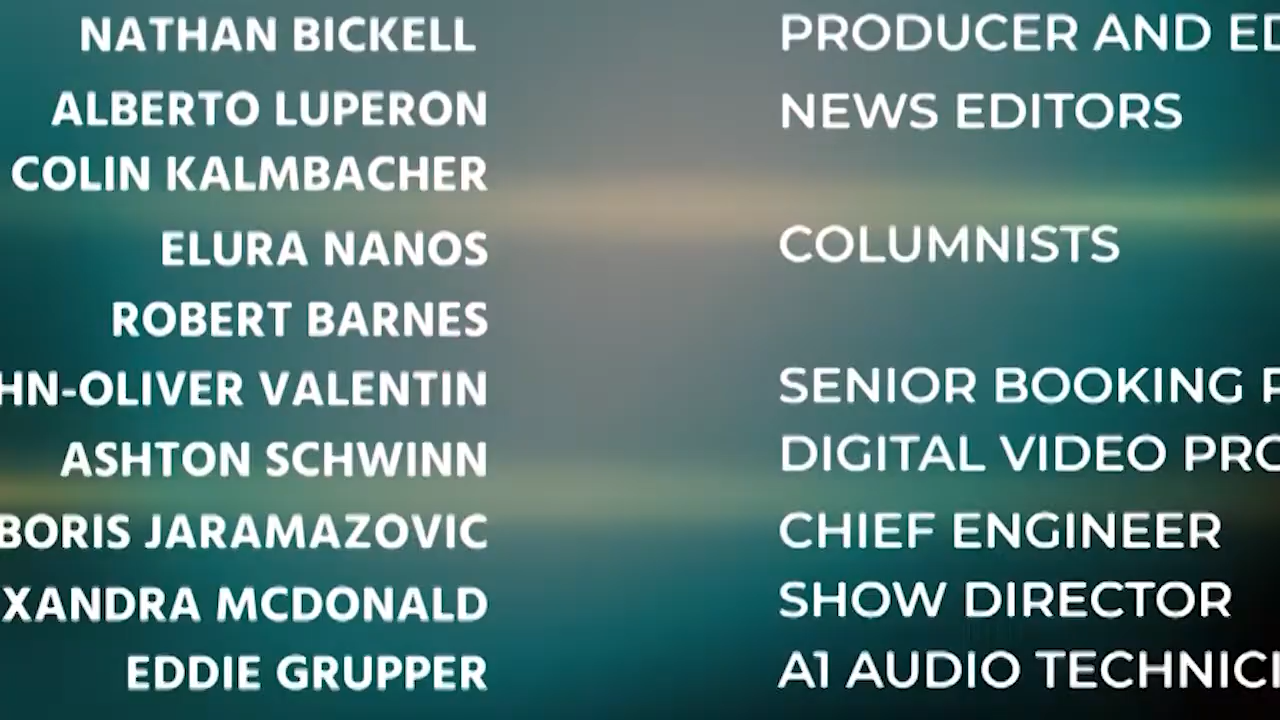 NATHAN BICKELL PRODUCER AND ED
ALBERTO LUPERON NEWS EDITORS
COLIN KALMBACHER
ELURA NANOS COLUMNISTS
ROBERT BARNES
HN-OLIVER VALENTIN SENIOR BOOKING P
ASHTON SCHWINN DIGITAL VIDEO PRO
BORIS JARAMAZOVIC CHIEF ENGINEER
XANDRA MCDONALD SHOW DIRECTOR
EDDIE GRUPPER A1 AUDIO TECHNICI